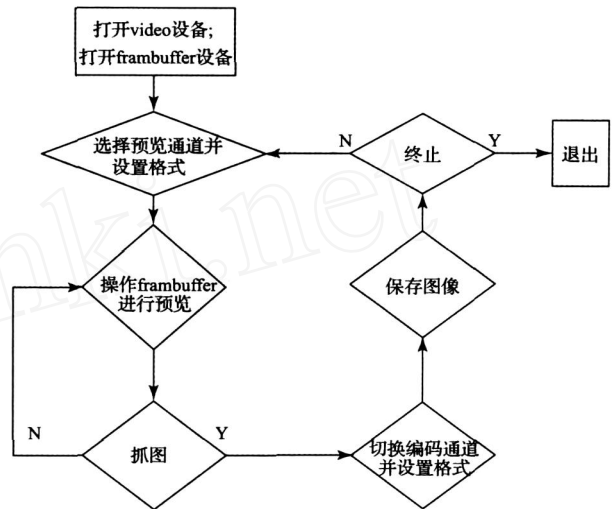 打开video设备;
打开frambuffer设备
选择预览通道并
设置格式
N
终止
Y
退出
操作frambuffer
进行预览
保存图像
N
抓图
Y
切换编码通道
并设置格式
nki.net